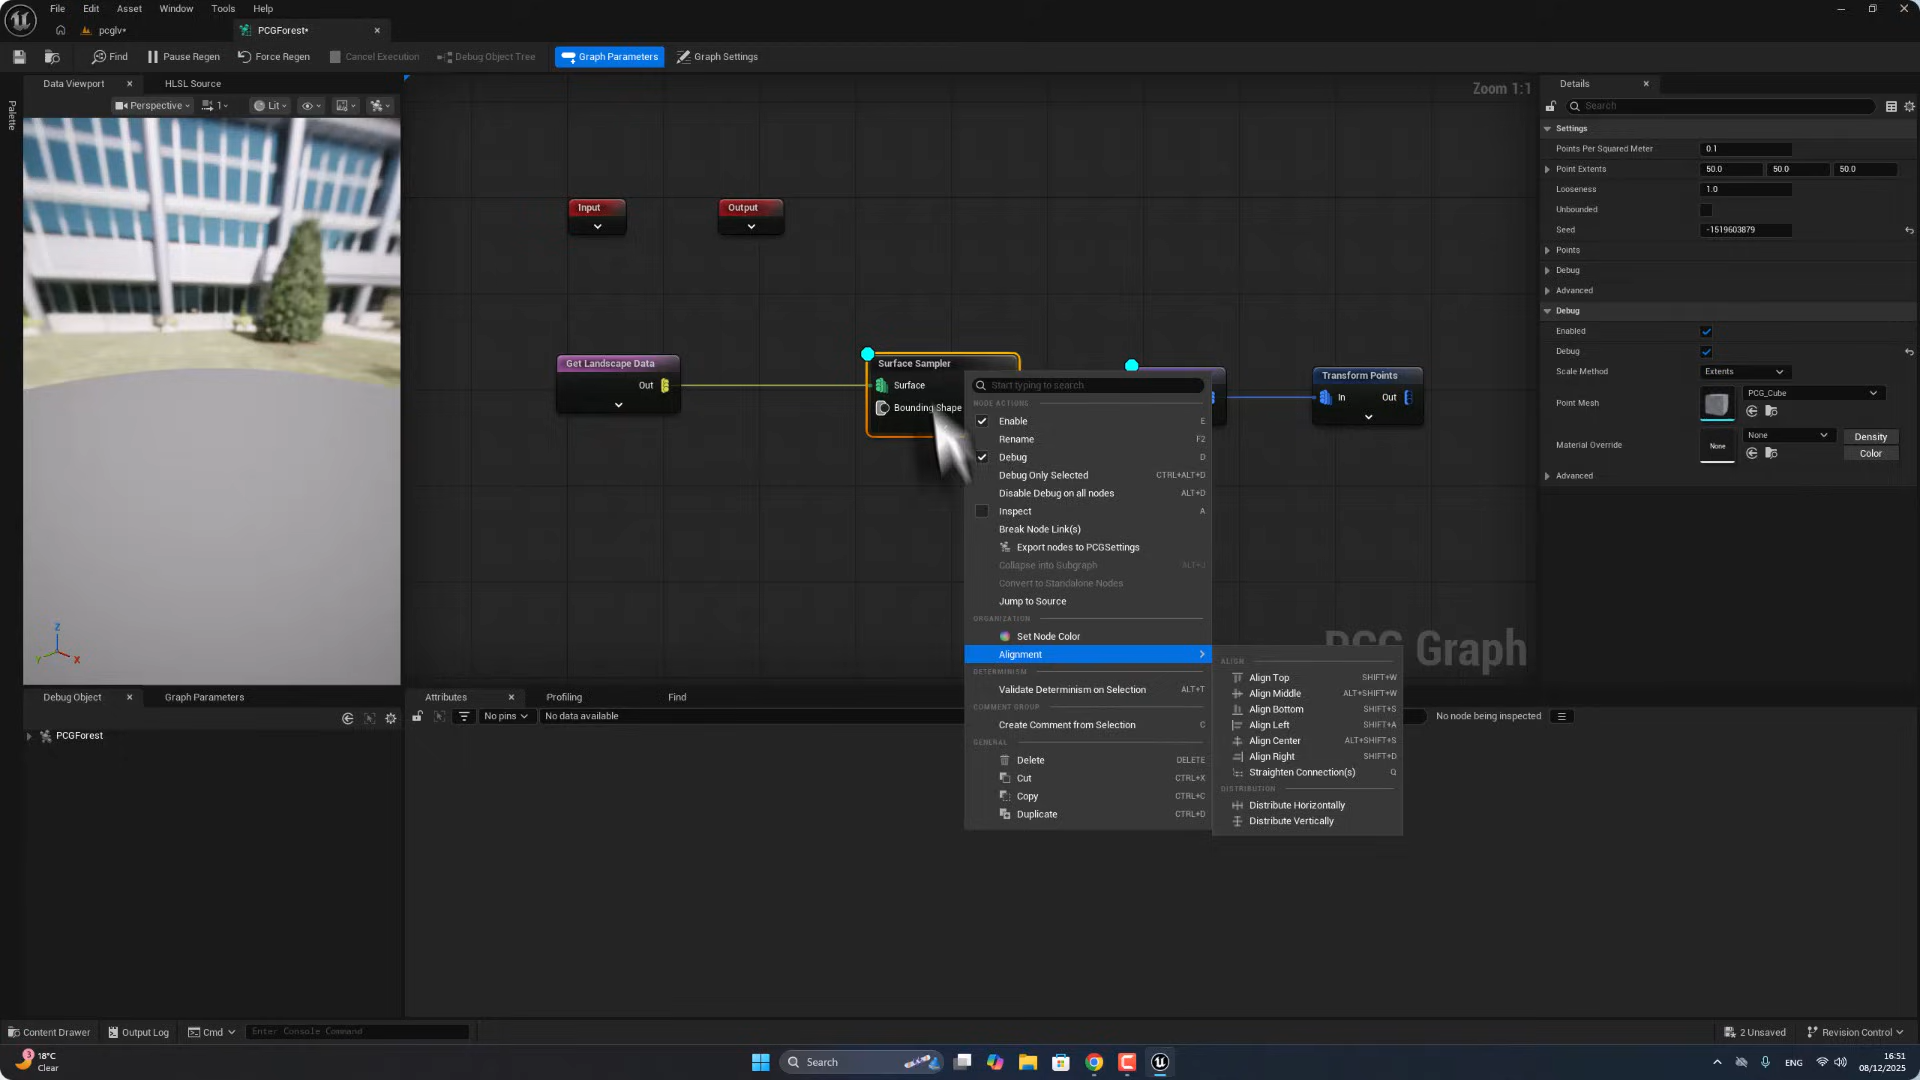 File Edit Asset Window Tools Help
pcglv*
PCGForest*
Find Pause Regen Force Regen Cancel Execution Debug Object Tree Graph Parameters Graph Settings
Palette
Data Viewport HLSL Source
Perspective 1 Lit
Zoom 1:1
Input
Output
Get Landscape Data
Out
Surface Sampler
Surface
Bounding Shape
Transform Points
In Out
PCG Graph
Start typing to search
NODE ACTIONS
Enable E
Rename F2
Debug D
Debug Only Selected CTRL+ALT+D
Disable Debug on all nodes ALT+D
Inspect A
Break Node Link(s)
Export nodes to PCGSettings
Collapse into Subgraph ALT+J
Convert to Standalone Nodes
Jump to Source
ORGANIZATION
Set Node Color
Alignment
DETERMINISM
Validate Determinism on Selection ALT+T
COMMENT GROUP
Create Comment from Selection C
GENERAL
Delete DELETE
Cut CTRL+X
Copy CTRL+C
Duplicate CTRL+D
ALIGN
Align Top SHIFT+W
Align Middle ALT+SHIFT+W
Align Bottom SHIFT+S
Align Left SHIFT+A
Align Center ALT+SHIFT+S
Align Right SHIFT+D
Straighten Connection(s) Q
DISTRIBUTION
Distribute Horizontally
Distribute Vertically
Details
Search
Settings
Points Per Squared Meter 0.1
Point Extents 50.0 50.0 50.0
Looseness 1.0
Unbounded
Seed -1519603879
Points
Debug
Advanced
Debug
Enabled
Debug
Scale Method Extents
Point Mesh PCG_Cube
Material Override None None Density
Color
Advanced
Z
Y X
Debug Object Graph Parameters
PCGForest
Attributes Profiling Find
No pins No data available
No node being inspected
Content Drawer Output Log Cmd Enter Console Command
2 Unsaved Revision Control
3
18°C
Clear
Search
ENG
16:51
08/12/2025